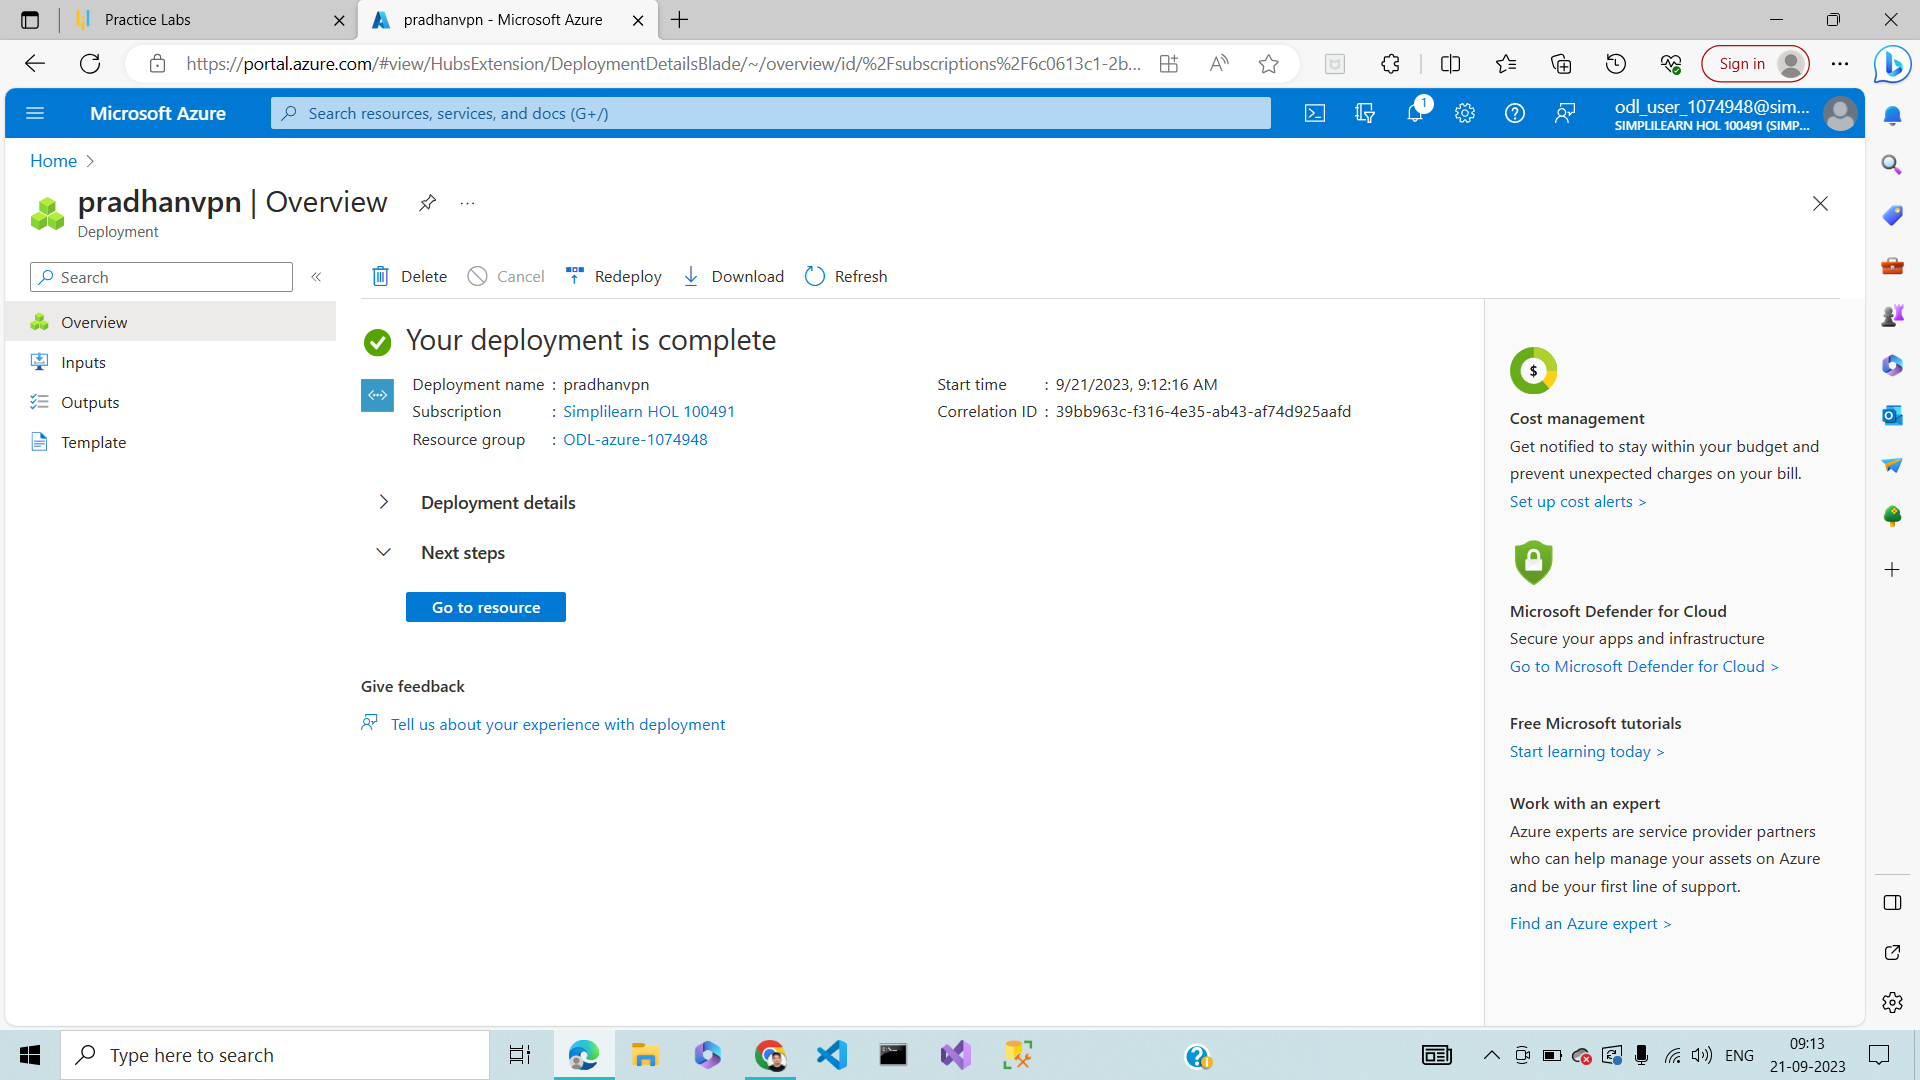 Practice Labs
pradhanvpn - Microsoft Azure
https://portal.azure.com/#view/HubsExtension/DeploymentDetailsBlade/~/overview/id/%2Fsubscriptions%2F6c0613c1-2b...
Sign in
Microsoft Azure
Search resources, services, and docs (G+/)
1
odl_user_1074948@sim...
SIMPLILEARN HOL 100491 (SIMP...
Home
pradhanvpn | Overview
Deployment
Search
Delete
Cancel
Redeploy
Download
Refresh
Overview
Inputs
Outputs
Template
Your deployment is complete
Deployment name : pradhanvpn
Subscription : Simplilearn HOL 100491
Resource group : ODL-azure-1074948
Start time : 9/21/2023, 9:12:16 AM
Correlation ID : 39bb963c-f316-4e35-ab43-af74d925aafd
Deployment details
Next steps
Go to resource
Give feedback
Tell us about your experience with deployment
$
Cost management
Get notified to stay within your budget and
prevent unexpected charges on your bill.
Set up cost alerts >
Microsoft Defender for Cloud
Secure your apps and infrastructure
Go to Microsoft Defender for Cloud >
Free Microsoft tutorials
Start learning today >
Work with an expert
Azure experts are service provider partners
who can help manage your assets on Azure
and be your first line of support.
Find an Azure expert >
Type here to search
ENG
09:13
21-09-2023